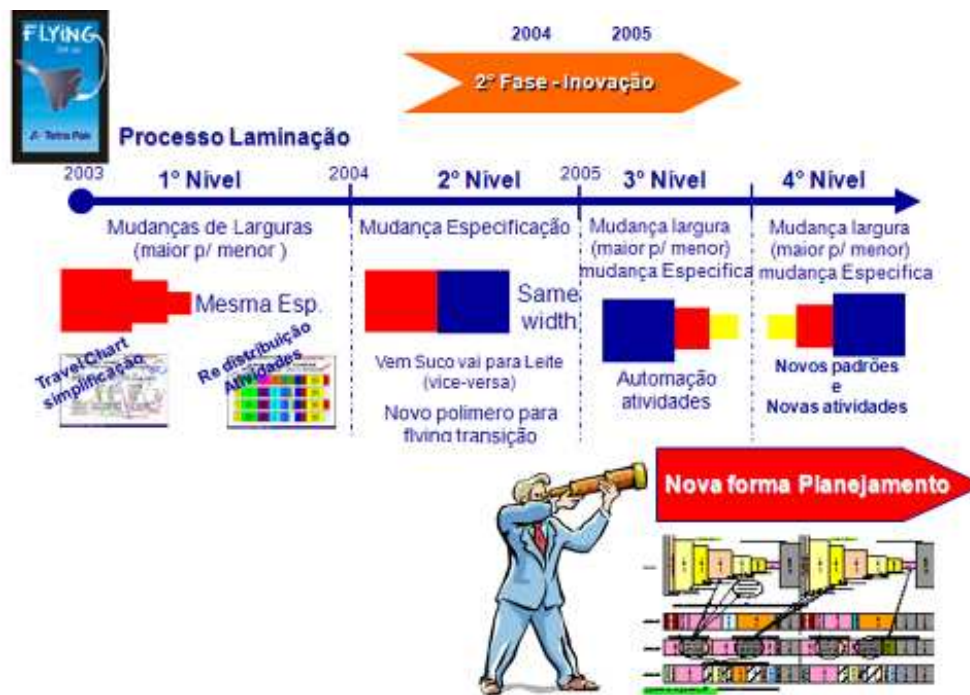 FLYiNG
Tetra Pak
2004 2005
2° Fase - Inovação
Processo Laminação
2003
1° Nível
2004
2° Nível
2005
3° Nível
4° Nível
Mudanças de Larguras
(maior p/ menor )
Mesma Esp.
Travel Chart
simplificação
Re distribuição
Atividades
Mudança Especificação
Same
width
Vem Suco vai para Leite
(vice-versa)
Novo polimero para
flying transição
Mudança largura
(maior p/ menor)
mudança Especifica
Automação
atividades
Mudança largura
(maior p/ menor)
mudança Especifica
Novos padrões
e
Novas atividades
Nova forma Planejamento